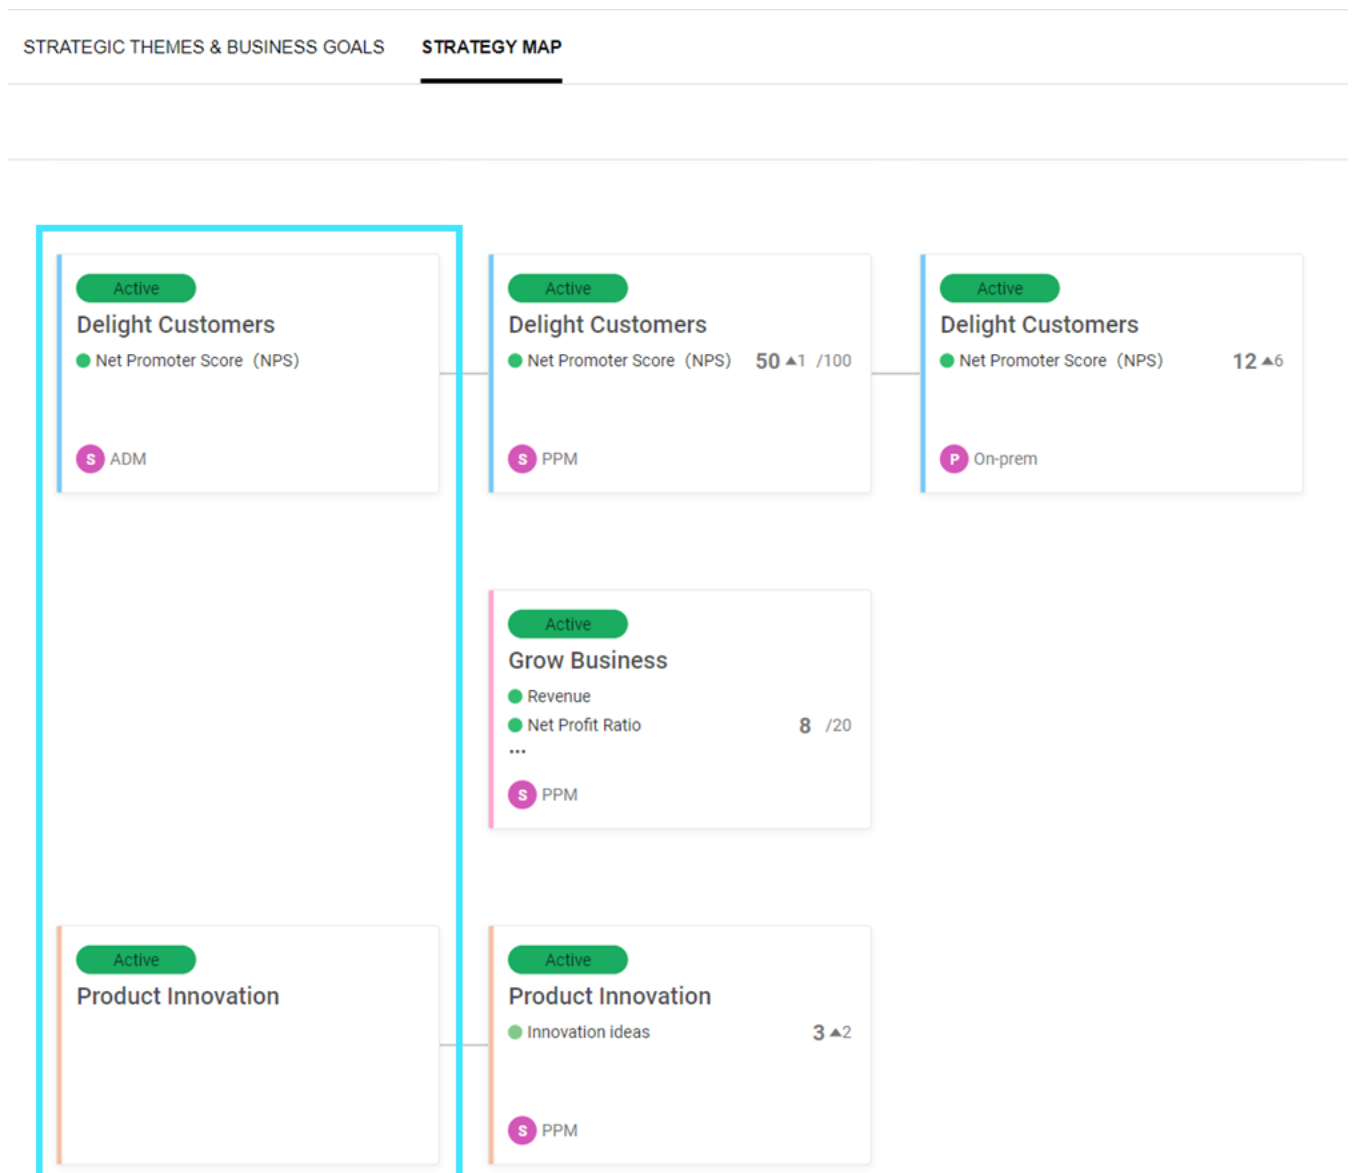 STRATEGIC THEMES & BUSINESS GOALS STRATEGY MAP
Active
Delight Customers
Net Promoter Score (NPS)
S ADM
Active
Delight Customers
Net Promoter Score (NPS) 50 ▲1 /100
S PPM
Active
Delight Customers
Net Promoter Score (NPS) 12 ▲6
P On-prem
Active
Grow Business
Revenue
Net Profit Ratio 8 /20
...
S PPM
Active
Product Innovation
Active
Product Innovation
Innovation ideas 3 ▲2
S PPM